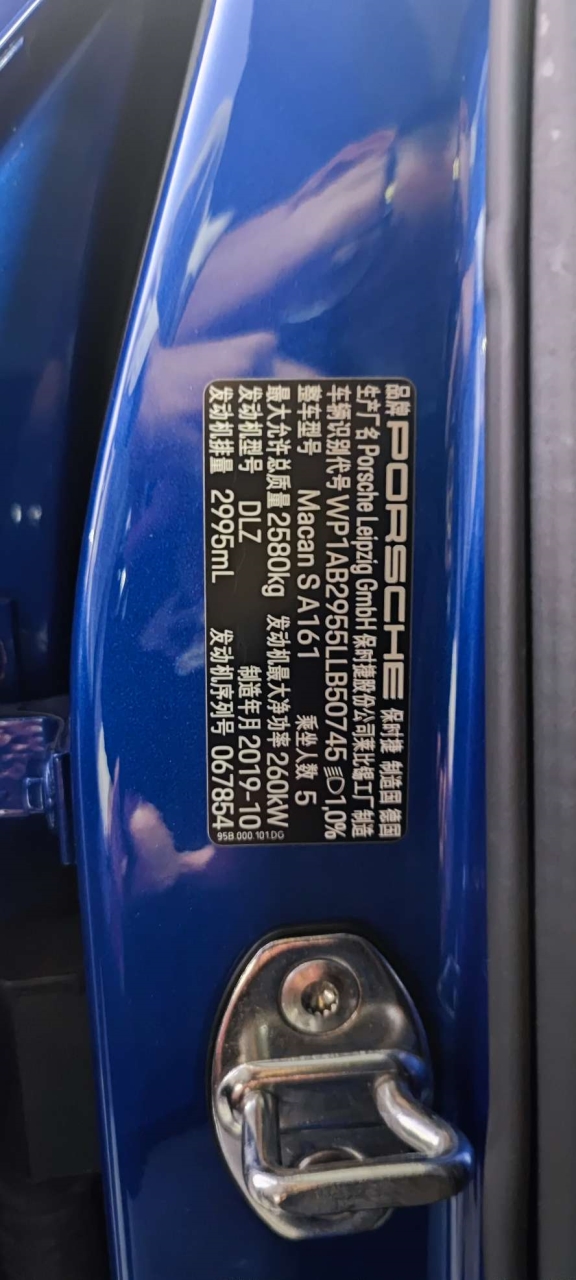 品牌 PORSCHE 保时捷 制造国 德国
生产厂名 Porsche Leipzig GmbH 保时捷股份公司莱比锡工厂 制造
车辆识别代号 WP1AB2955LLB50745 1,0%
整车型号 Macan S A161 乘坐人数 5
最大允许总质量 2580kg 发动机最大净功率 260kW
发动机型号 DLZ 制造年月 2019-10
发动机排量 2995mL 发动机序列号 067854
95B.000.101.DG